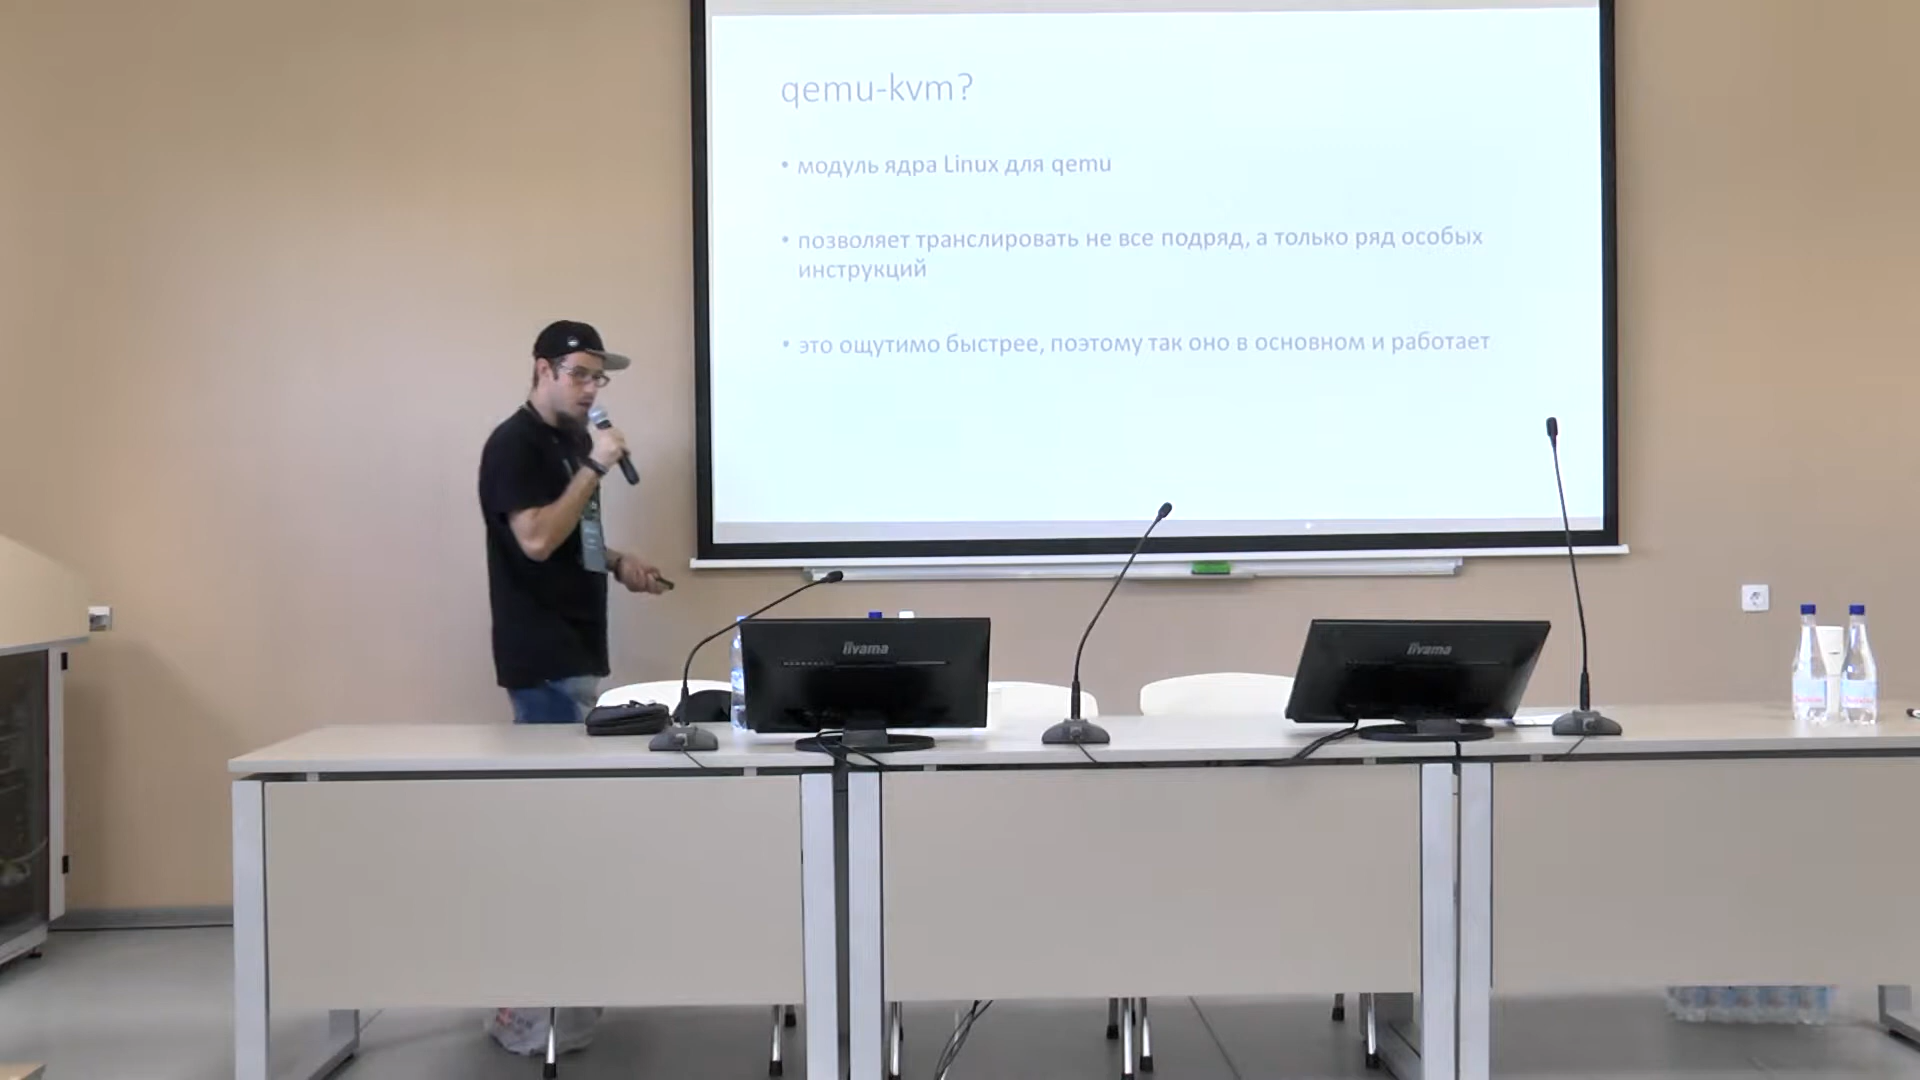 qemu-kvm?
• модуль ядра Linux для qemu
• позволяет транслировать не все подряд, а только ряд особых
инструкций
• это ощутимо быстрее, поэтому так оно в основном и работает
iiyama
iiyama